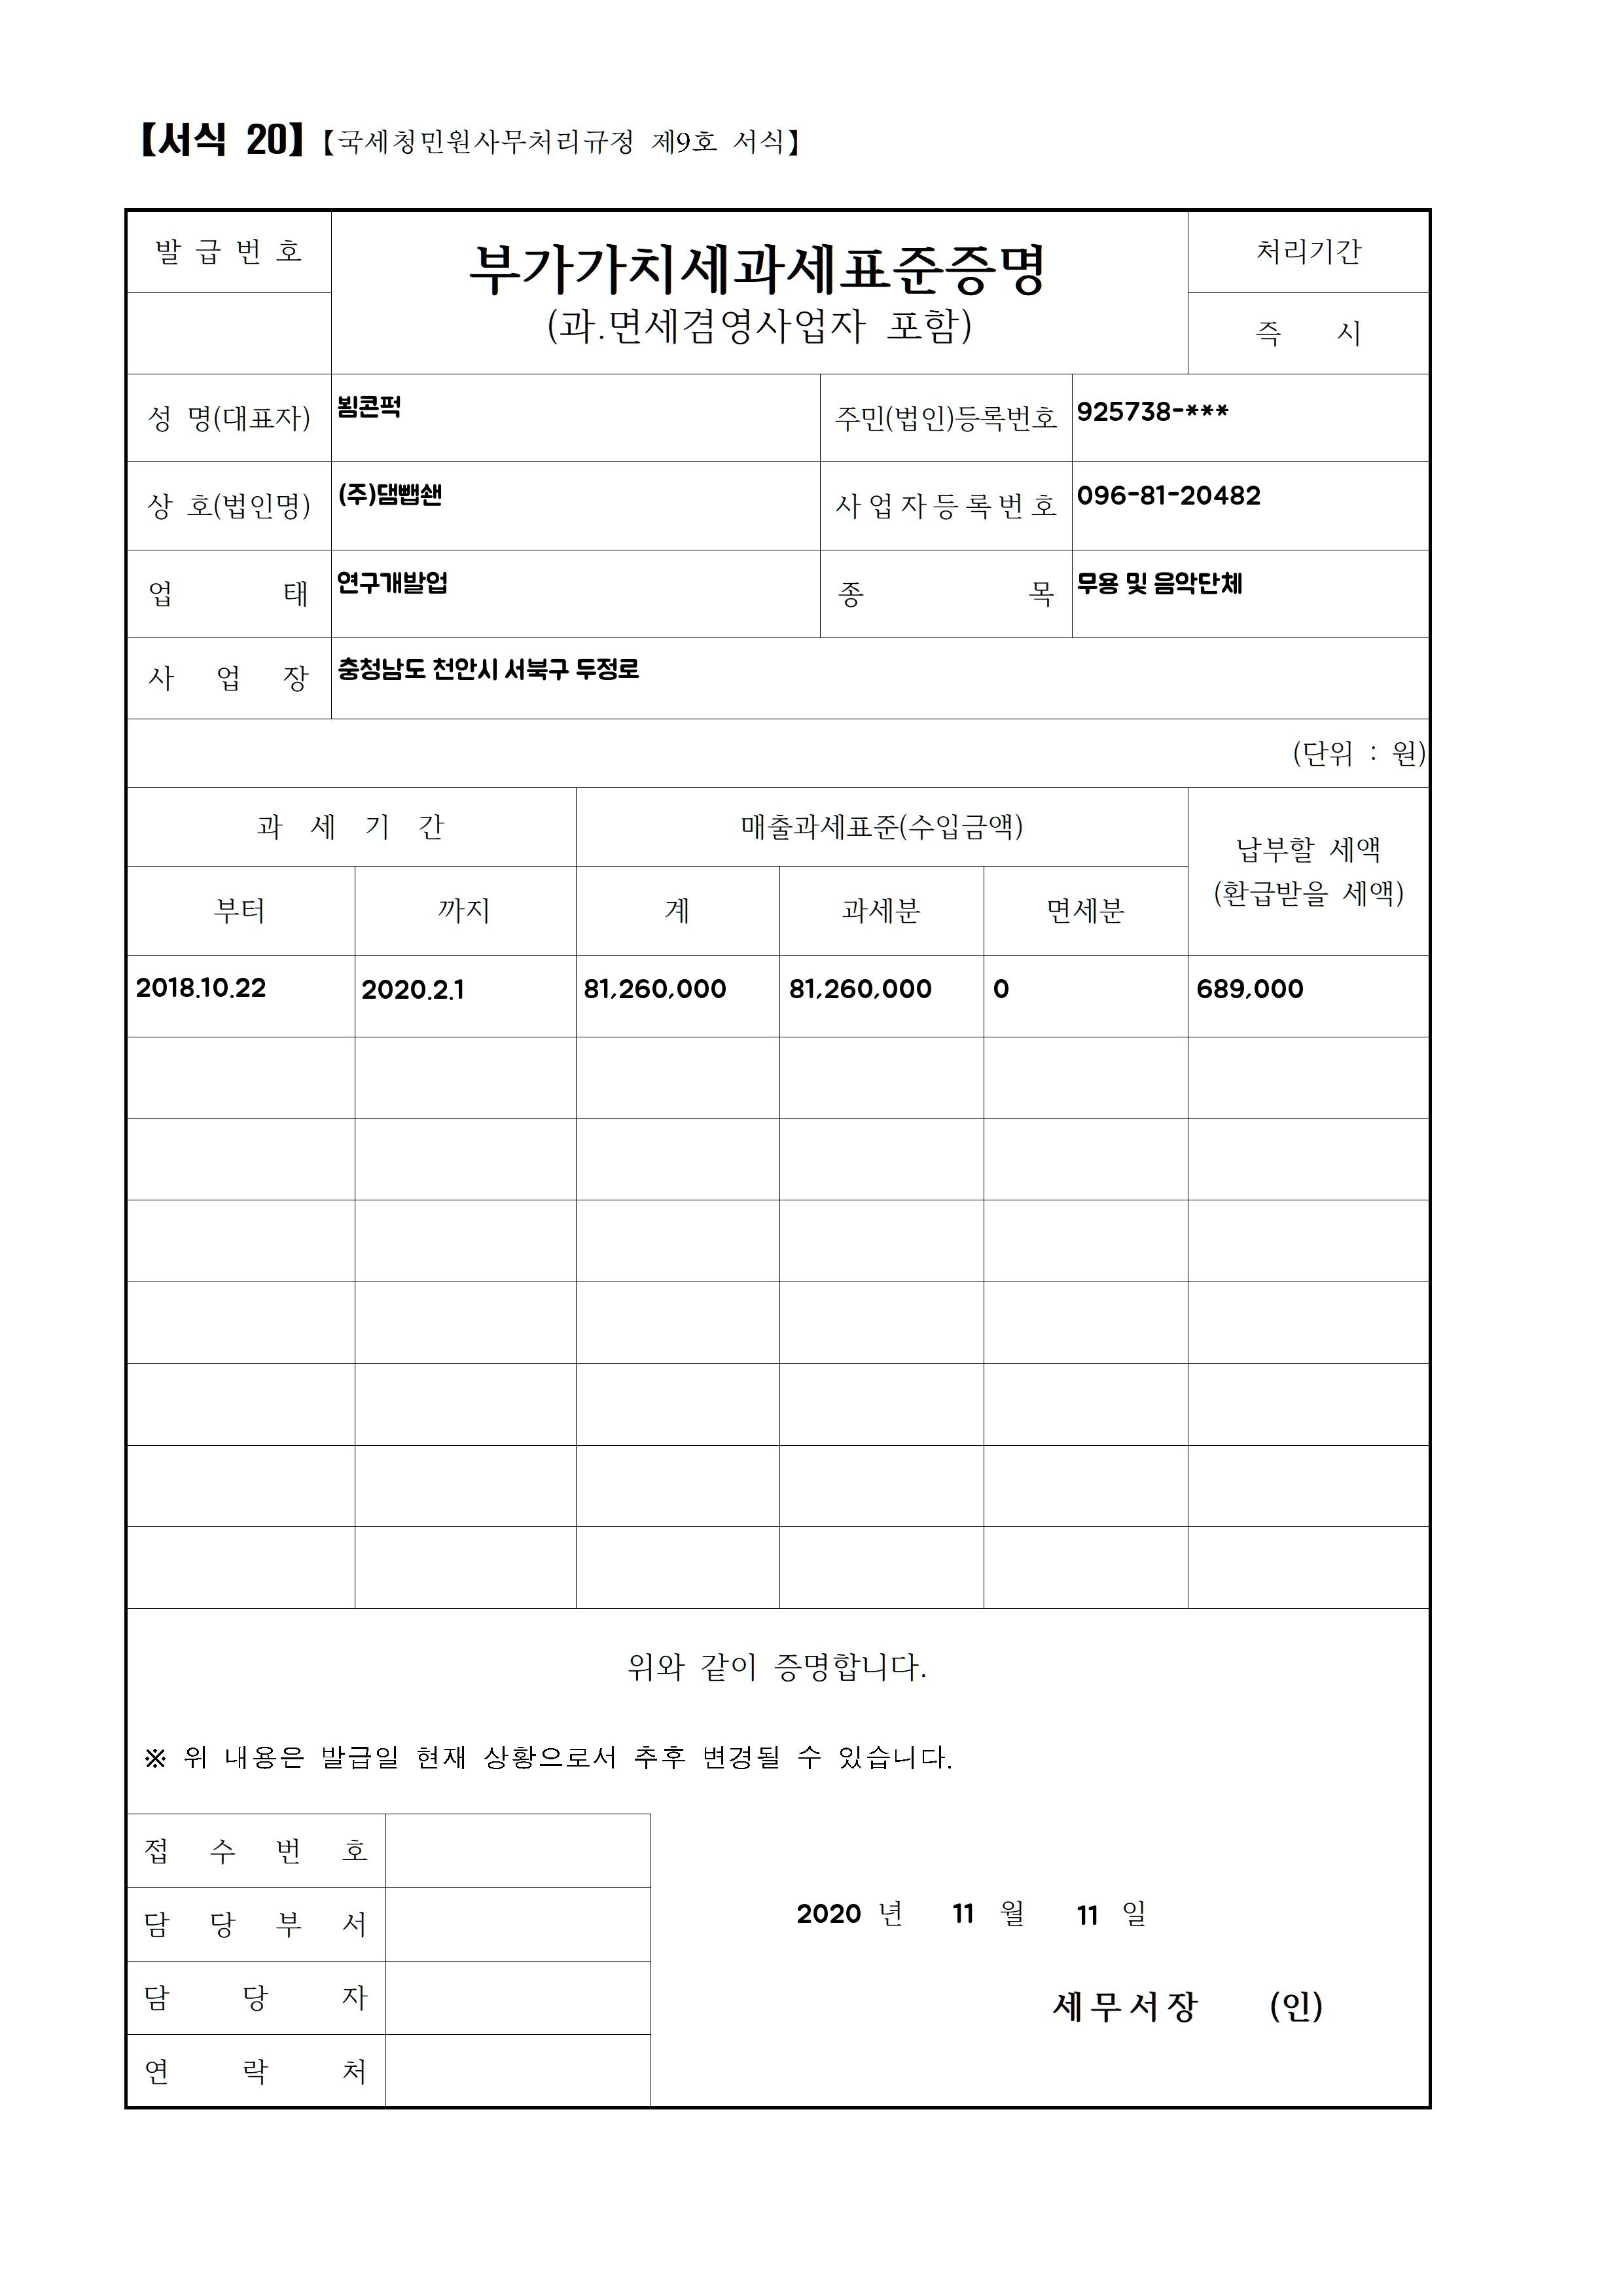 【서식 20】【국세청민원사무처리규정 제9호 서식】
발 급 번 호
부가가치세과세표준증명
(과.면세겸영사업자 포함)
처리기간
즉 시
성 명(대표자) 뵘콘퍽 주민(법인)등록번호 925738-***
상 호(법인명) (주)댐뺍쇈 사업자등록번호 096-81-20482
업 태 연구개발업 종 목 무용 및 음악단체
사 업 장 충청남도 천안시 서북구 두정로
(단위 : 원)
과 세 기 간 매출과세표준(수입금액) 납부할 세액
(환급받을 세액)
부터 까지 계 과세분 면세분
2018.10.22 2020.2.1 81,260,000 81,260,000 0 689,000
위와 같이 증명합니다.
※ 위 내용은 발급일 현재 상황으로서 추후 변경될 수 있습니다.
접 수 번 호
담 당 부 서
담 당 자
연 락 처
2020 년 11 월 11 일
세무서장 (인)